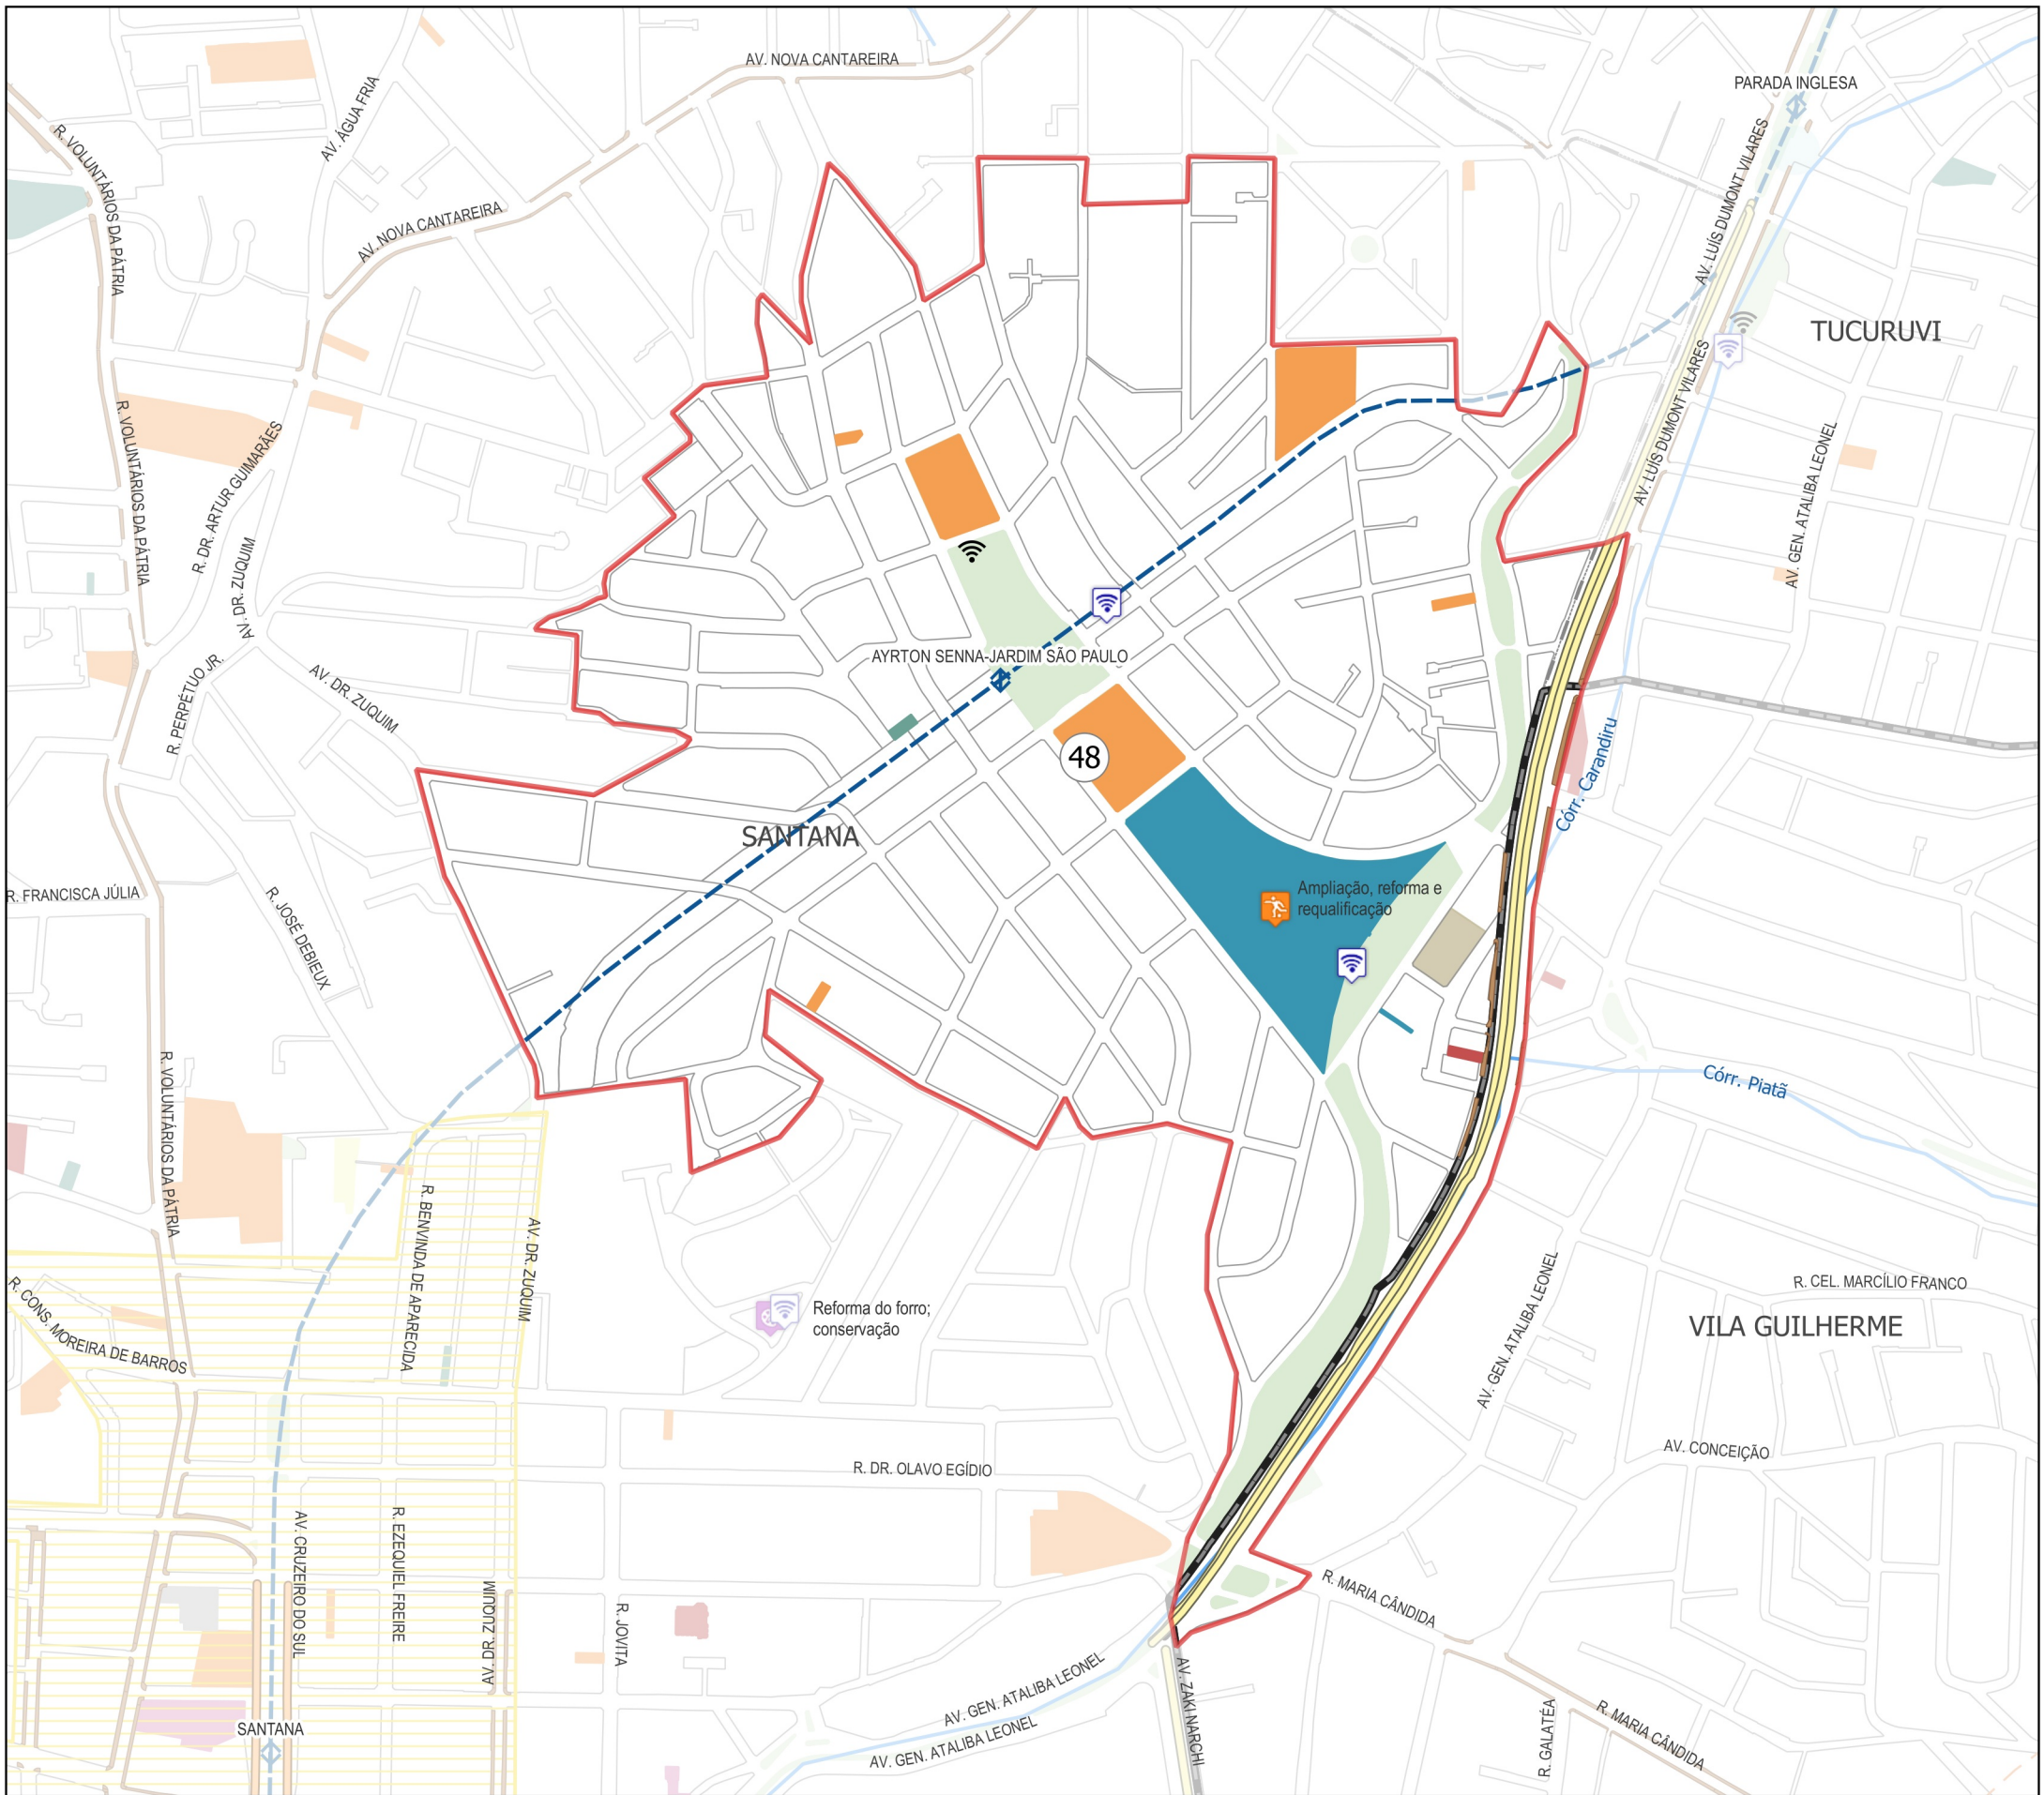 AV. NOVA CANTAREIRA
PARADA INGLESA
AV. ÁGUA FRIA
R. VOLUNTÁRIOS DA PÁTRIA
AV. LUÍS DUMONT VILARES
AV. NOVA CANTAREIRA
TUCURUVI
AV. LUÍS DUMONT VILARES
R. VOLUNTÁRIOS DA PÁTRIA
R. DR. ARTUR GUIMARÃES
AV. GEN. ATALIBA LEONEL
AV. DR. ZUQUIM
AYRTON SENNA-JARDIM SÃO PAULO
R. PERPÉTUO JR.
AV. DR. ZUQUIM
48
Córr. Carandiru
SANTANA
R. FRANCISCA JÚLIA
R. JOSÉ DEBIEUX
Ampliação, reforma e
requalificação
Córr. Piatã
R. VOLUNTÁRIOS DA PÁTRIA
R. BENVINDA DE APARECIDA
AV. DR. ZUQUIM
R. CONS. MOREIRA DE BARROS
Reforma do forro;
conservação
AV. GEN. ATALIBA LEONEL
R. CEL. MARCÍLIO FRANCO
VILA GUILHERME
AV. CONCEIÇÃO
R. DR. OLAVO EGÍDIO
AV. CRUZEIRO DO SUL
R. EZEQUIEL FREIRE
AV. DR. ZUQUIM
R. JOVITA
R. MARIA CÂNDIDA
AV. GEN. ATALIBA LEONEL
AV. GEN. ATALIBA LEONEL
AV. ZAKI NARCHI
R. GALATÉA
R. MARIA CÂNDIDA
SANTANA